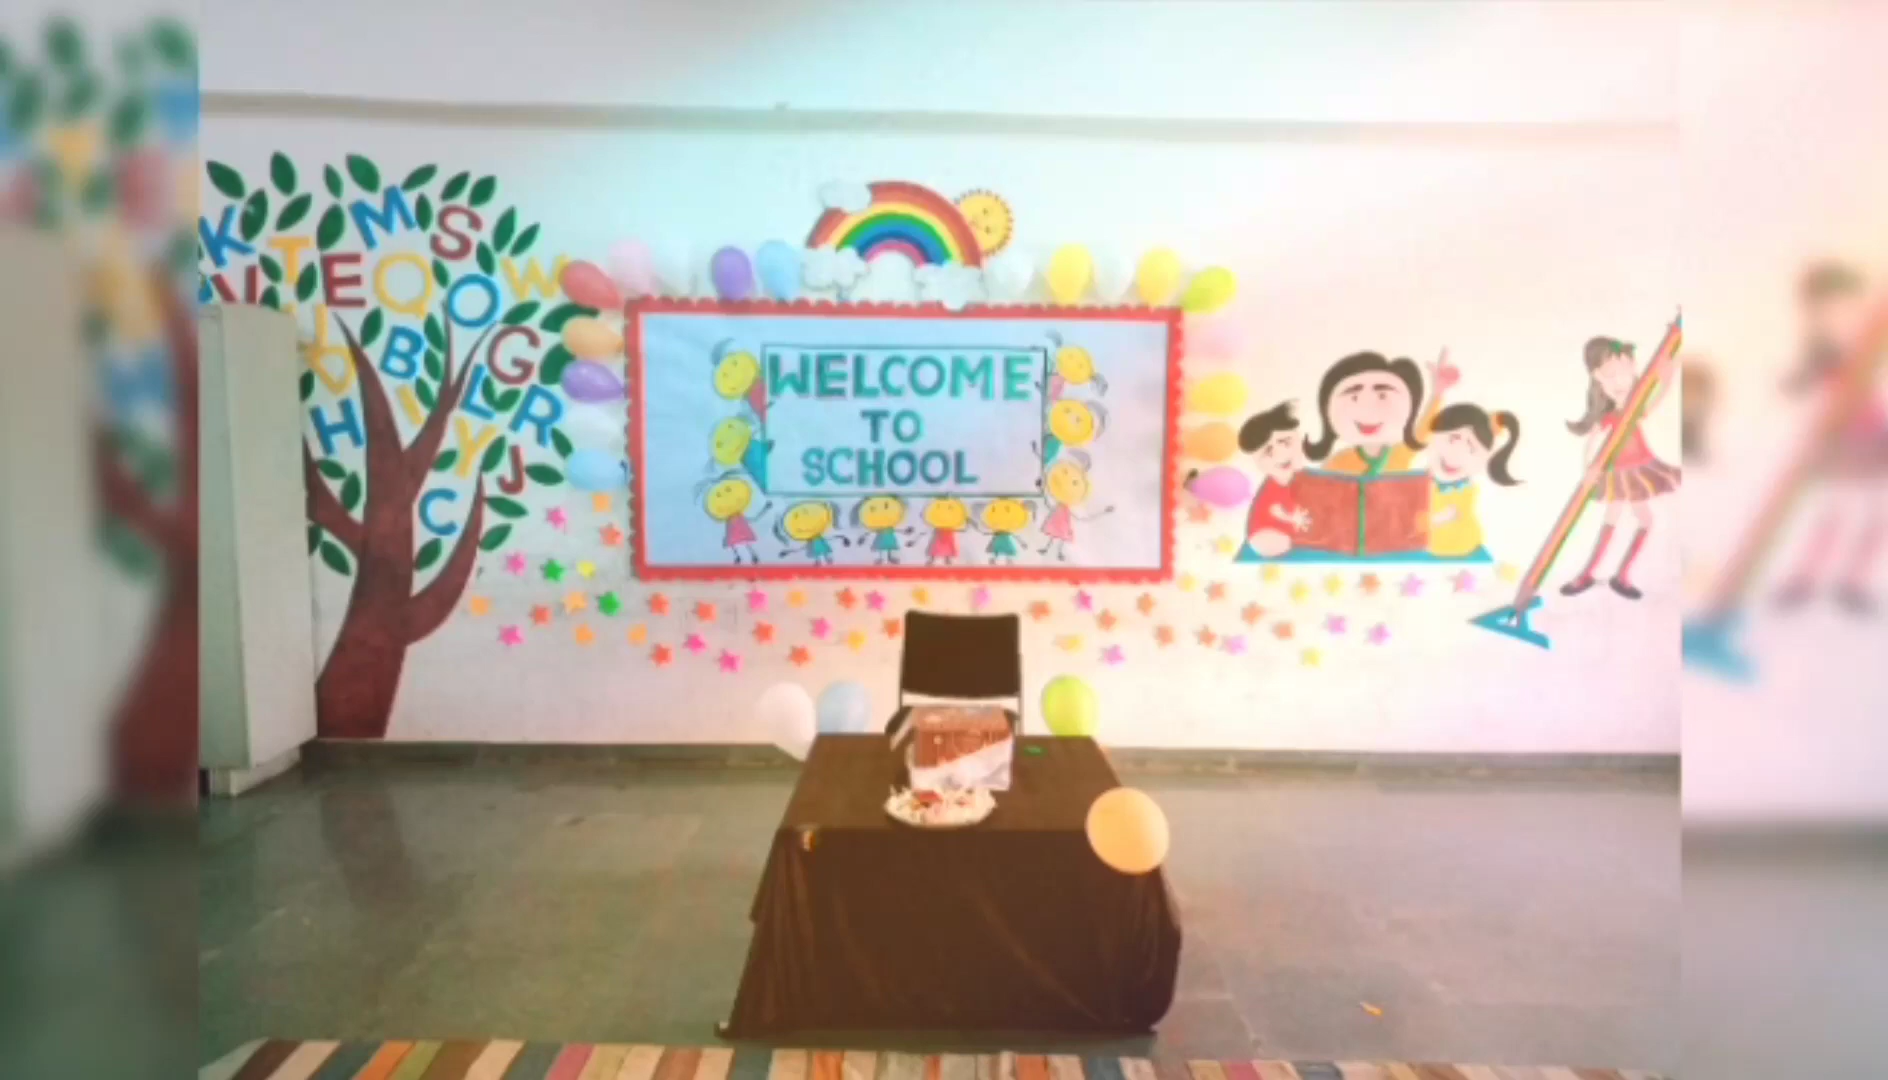 K T M S
N E Q O W
U B G
D I L R
H Y J
C
WELCOME
TO
SCHOOL